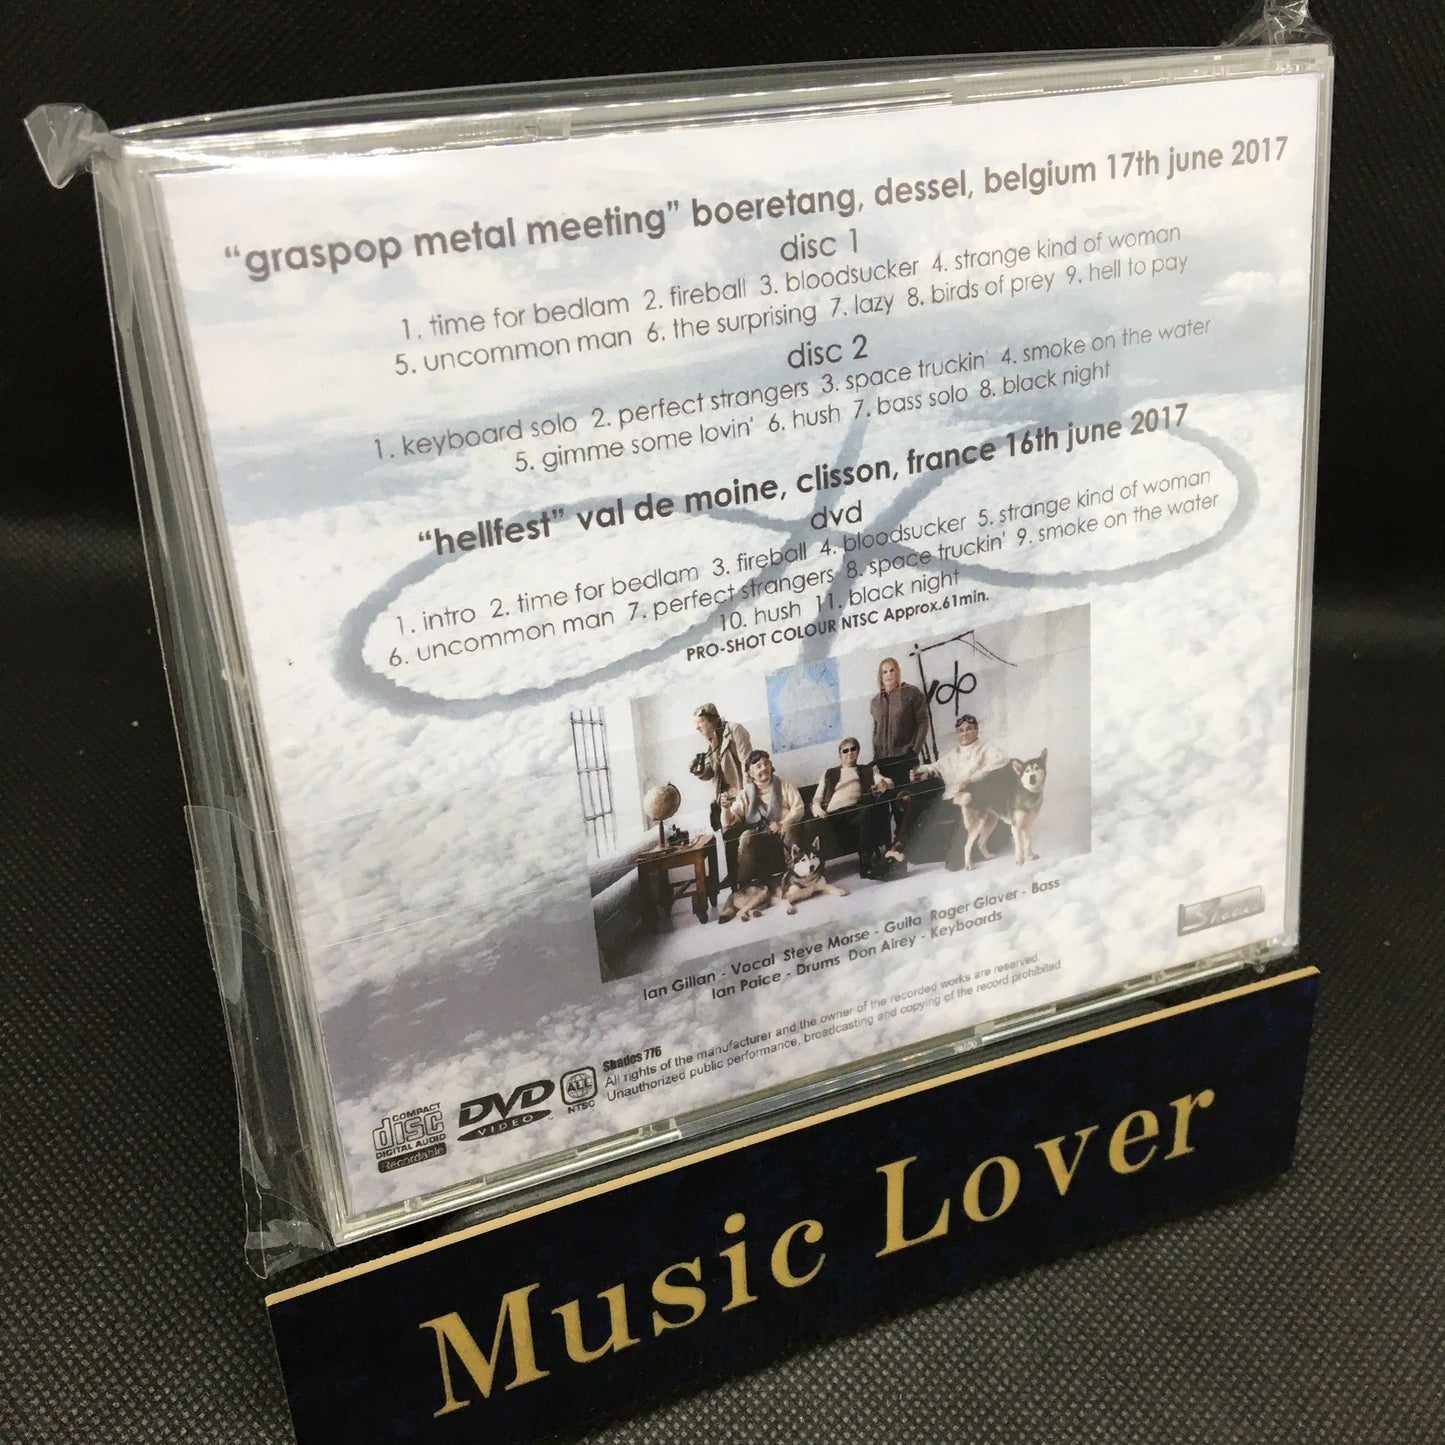 “graspop metal meeting” boeretang, dessel, belgium 17th june 2017
disc 1
1. time for bedlam 2. fireball 3. bloodsucker 4. strange kind of woman
5. uncommon man 6. the surprising 7. lazy 8. birds of prey 9. hell to pay
disc 2
1. keyboard solo 2. perfect strangers 3. space truckin' 4. smoke on the water
5. gimme some lovin' 6. hush 7. bass solo 8. black night
“hellfest” val de moine, clisson, france 16th june 2017
dvd
1. intro 2. time for bedlam 3. fireball 4. bloodsucker 5. strange kind of woman
6. uncommon man 7. perfect strangers 8. space truckin' 9. smoke on the water
10. hush 11. black night
PRO-SHOT COLOUR NTSC Approx.61min.
dp
Ian Gillan - Vocal Steve Morse - Guita Roger Glover - Bass
Ian Paice - Drums Don Airey - Keyboards
Shades 776
All rights of the manufacturer and the owner of the recorded works are reserved.
Unauthorized public performance, broadcasting and copying of the record prohibited
COMPACT
disc
DIGITAL AUDIO
Recordable
DVD
VIDEO
ALL
NTSC
Music Lover